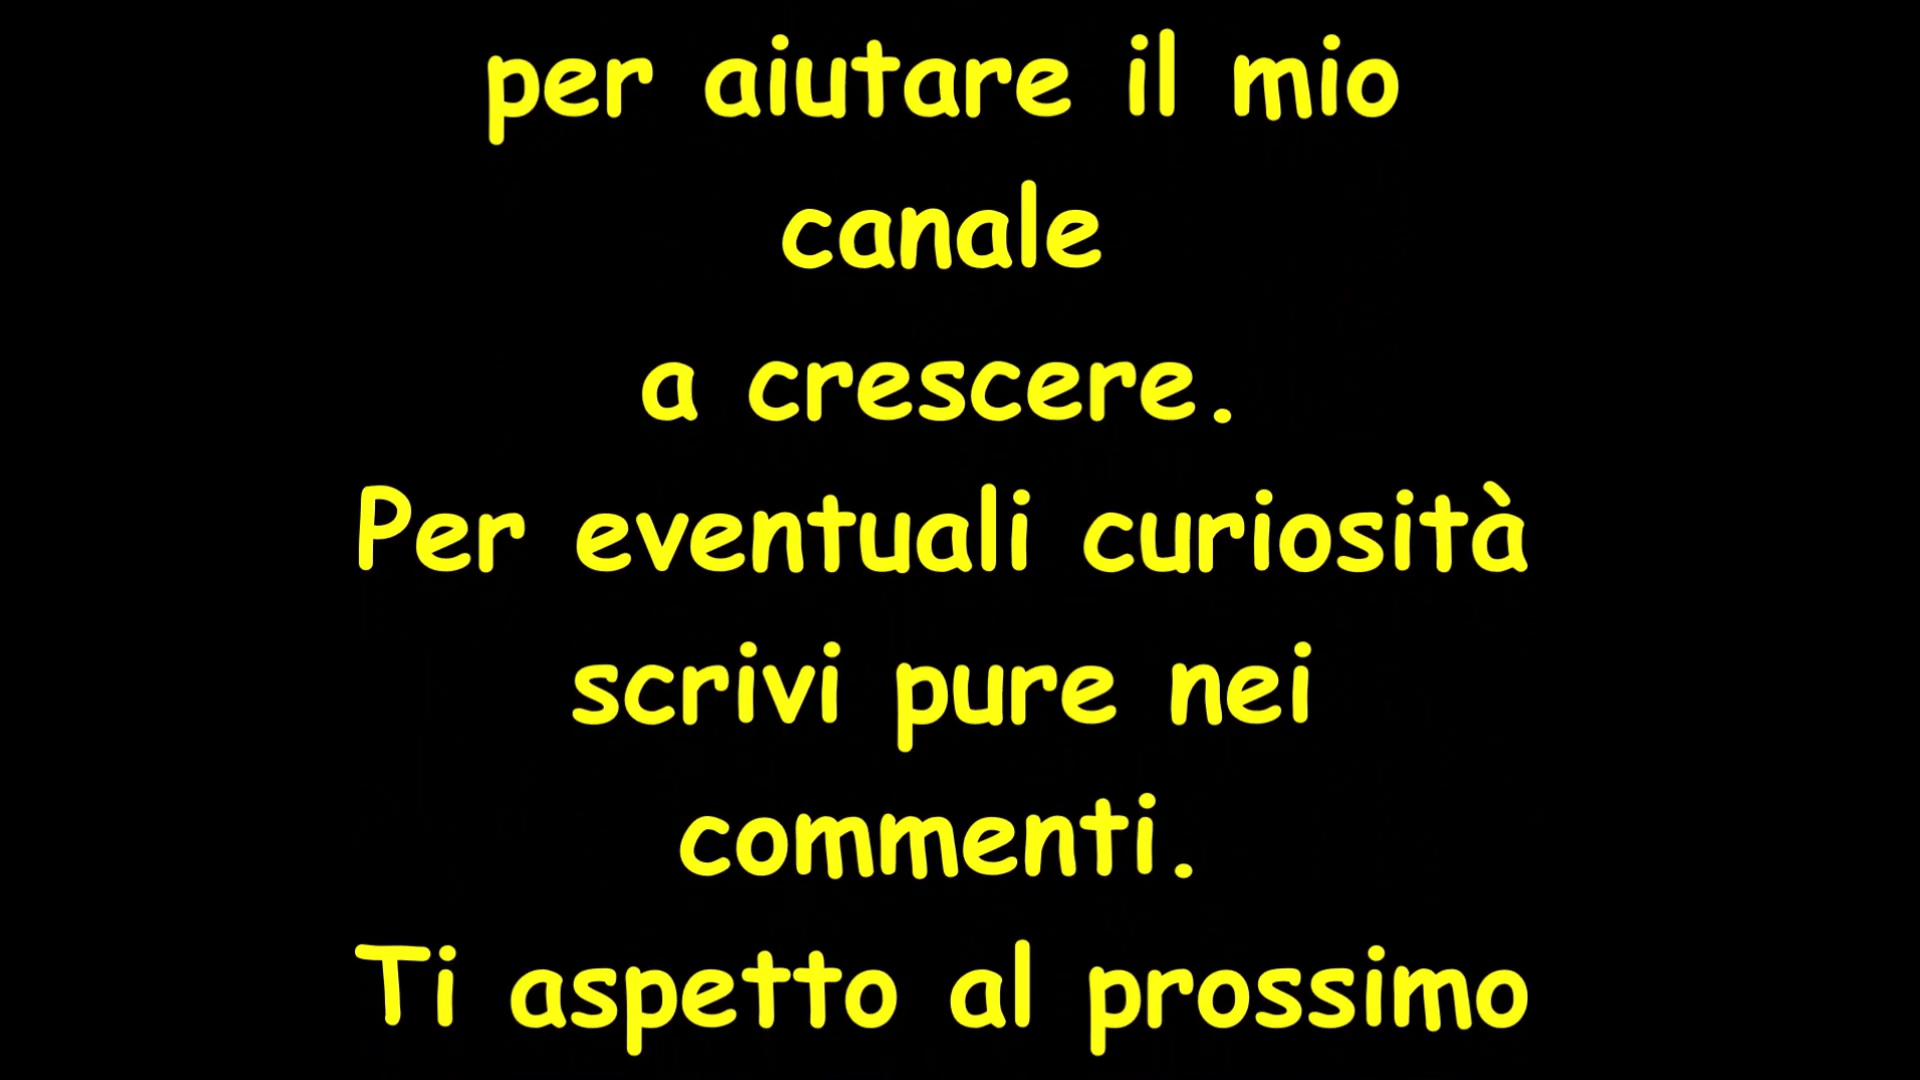 per aiutare il mio
canale
a crescere.
Per eventuali curiosità
scrivi pure nei
commenti.
Ti aspetto al prossimo